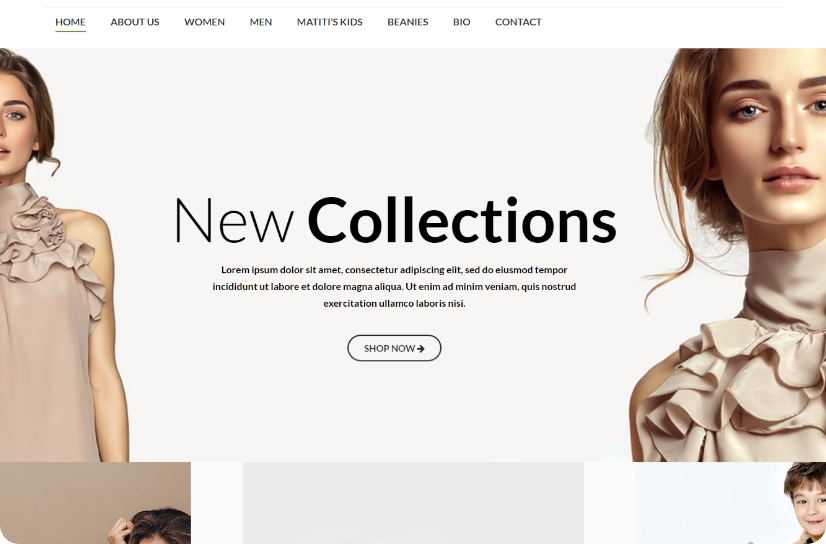 HOME ABOUT US WOMEN MEN MATITI'S KIDS BEANIES BIO CONTACT
New Collections
Lorem ipsum dolor sit amet, consectetur adipiscing elit, sed do eiusmod tempor
incididunt ut labore et dolore magna aliqua. Ut enim ad minim veniam, quis nostrud
exercitation ullamco laboris nisi.
SHOP NOW